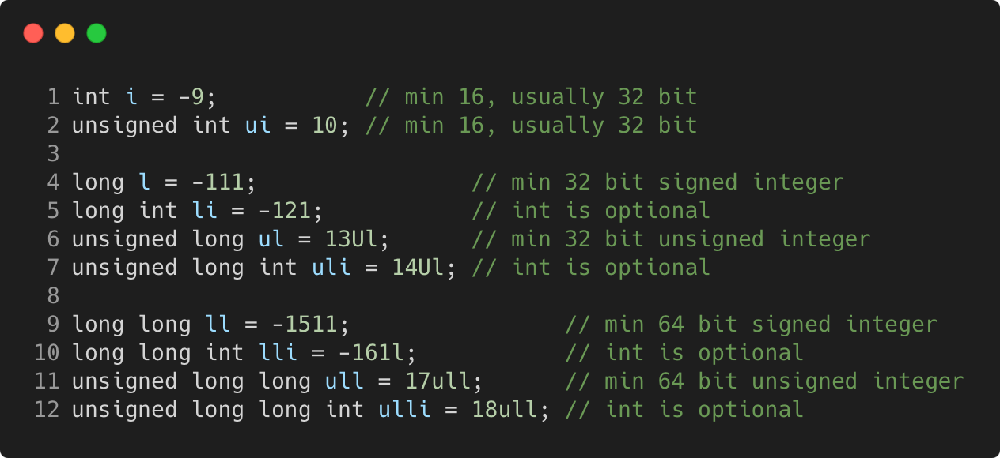 1 int i = -9;           // min 16, usually 32 bit
2 unsigned int ui = 10; // min 16, usually 32 bit
3
4 long l = -111;                // min 32 bit signed integer
5 long int li = -121;           // int is optional
6 unsigned long ul = 13Ul;      // min 32 bit unsigned integer
7 unsigned long int uli = 14Ul; // int is optional
8
9 long long ll = -1511;                // min 64 bit signed integer
10 long long int lli = -161l;           // int is optional
11 unsigned long long ull = 17ull;      // min 64 bit unsigned integer
12 unsigned long long int ulli = 18ull; // int is optional